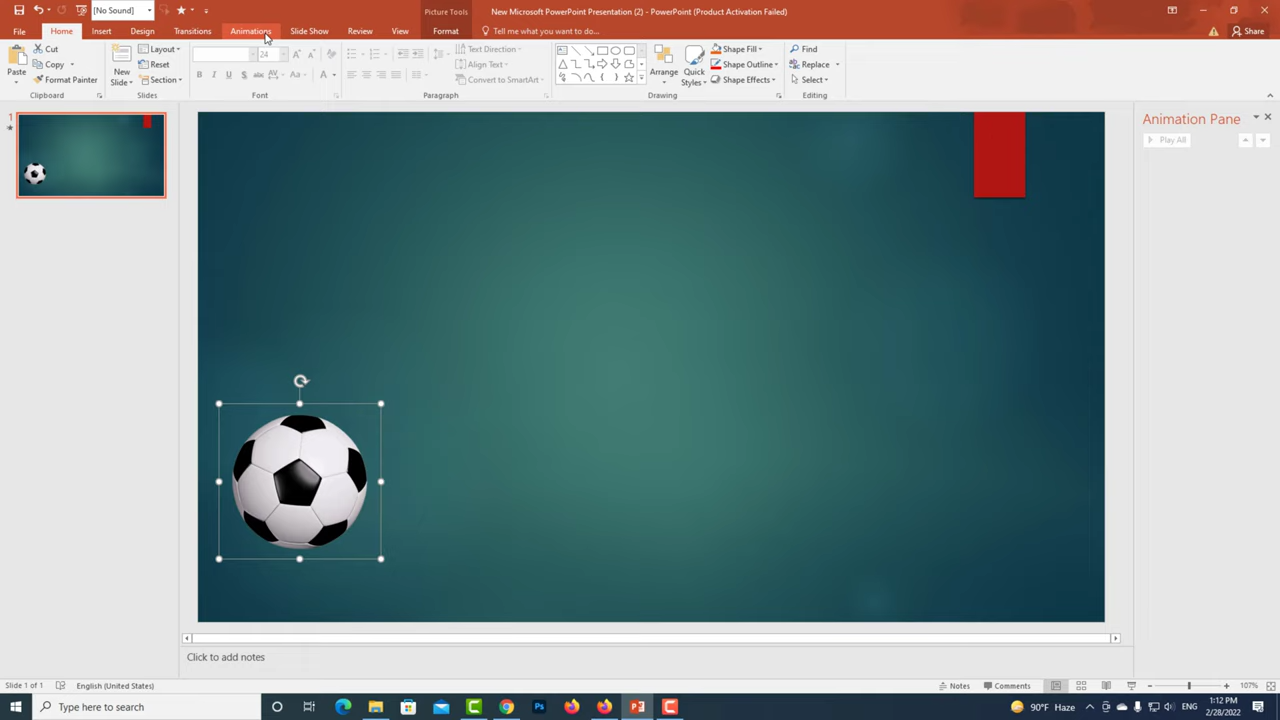 [No Sound]
Picture Tools
New Microsoft PowerPoint Presentation (2) - PowerPoint (Product Activation Failed)
File Home Insert Design Transitions Animations Slide Show Review View Format Tell me what you want to do... Share
Paste
Cut
Copy
Format Painter
Clipboard
New Slide
Layout
Reset
Section
Slides
24
B I U S abc AV Aa A
Font
Text Direction
Align Text
Convert to SmartArt
Paragraph
Arrange
Quick Styles
Shape Fill
Shape Outline
Shape Effects
Drawing
Find
Replace
Select
Editing
1
Animation Pane
Play All
Click to add notes
Slide 1 of 1 English (United States) Notes Comments 107%
Type here to search
90°F Haze
ENG
1:12 PM
2/28/2022